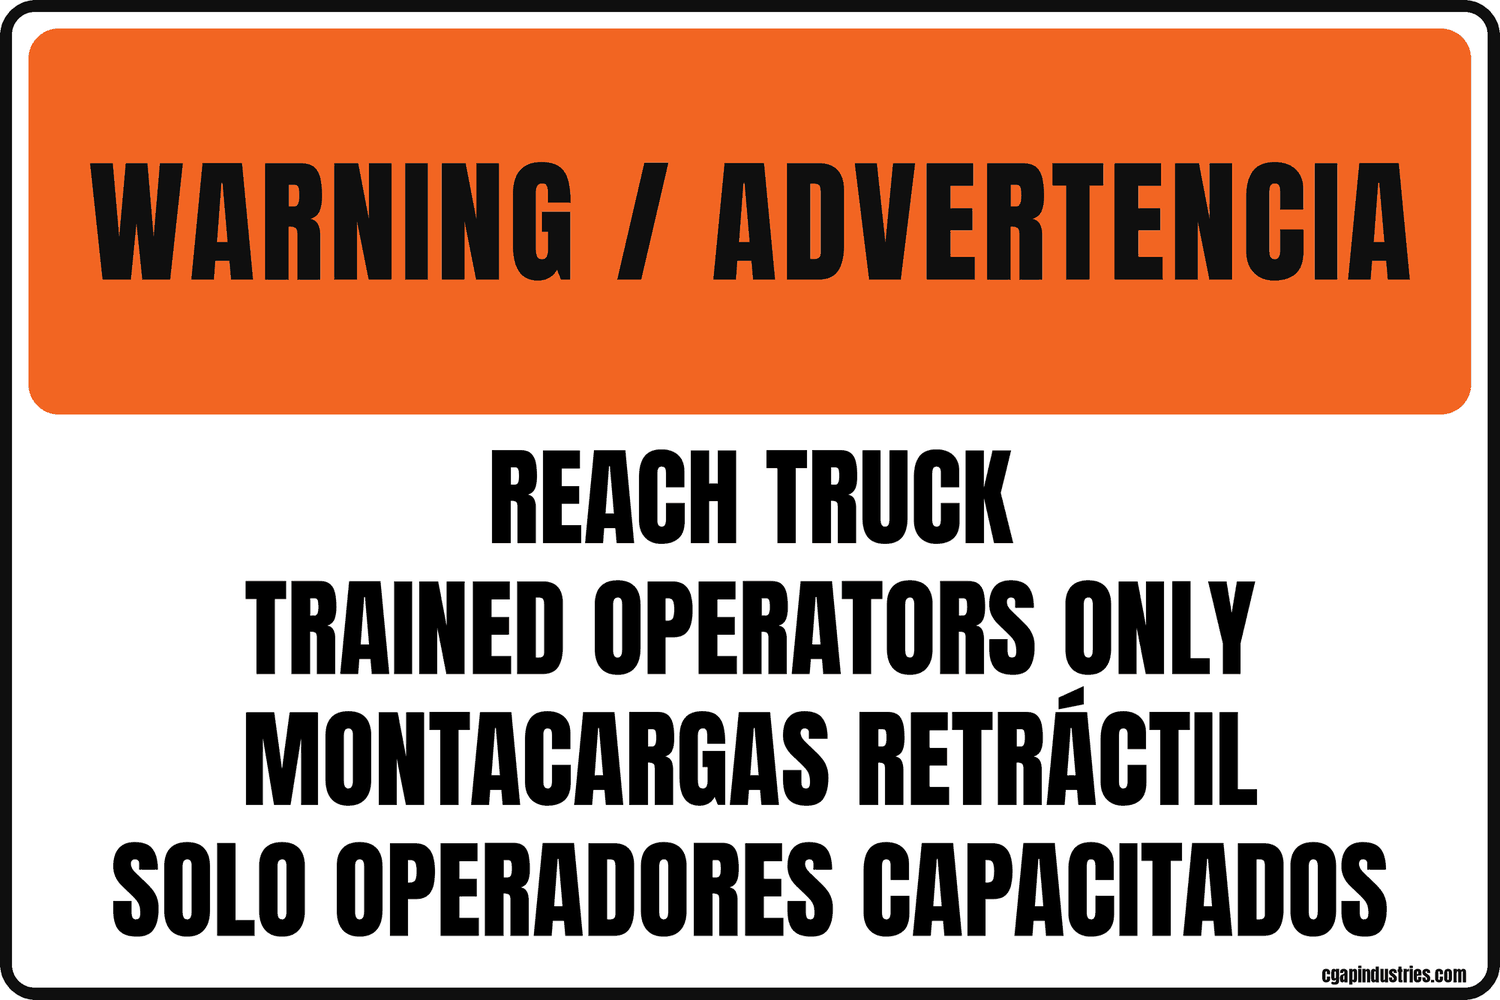 WARNING / ADVERTENCIA
REACH TRUCK
TRAINED OPERATORS ONLY
MONTACARGAS RETRÁCTIL
SOLO OPERADORES CAPACITADOS
cgapindustries.com